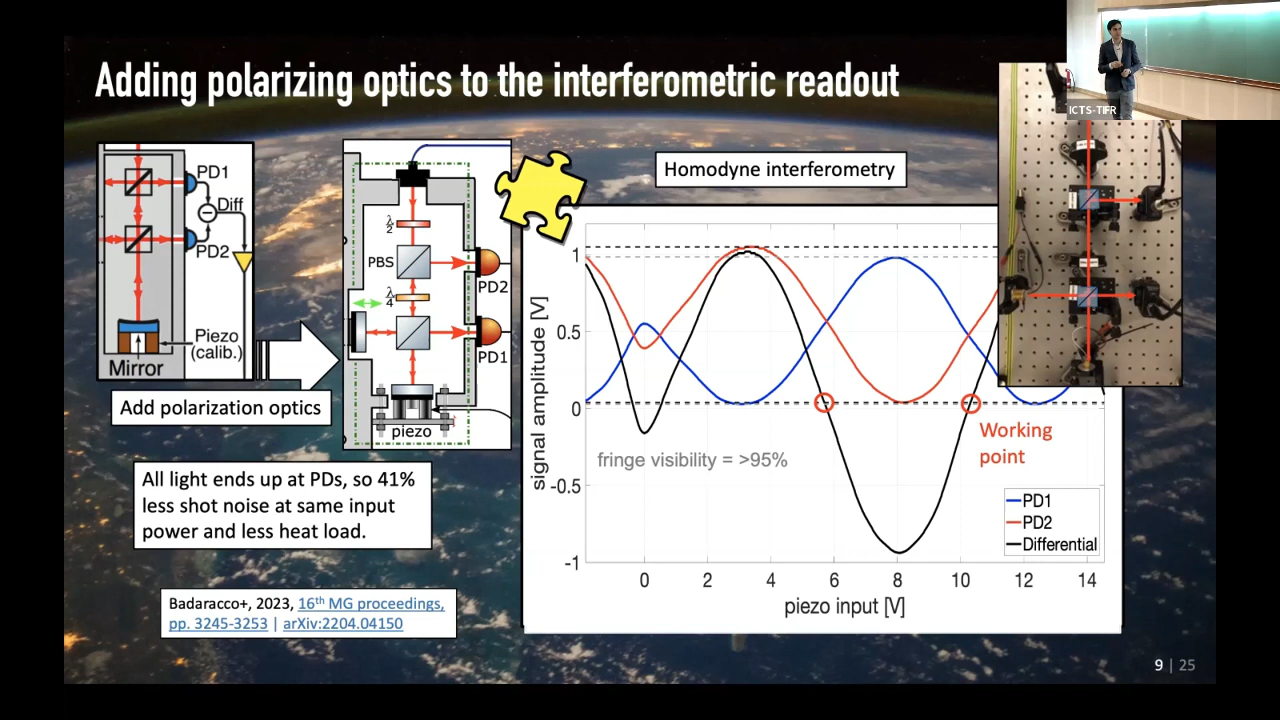 Adding polarizing optics to the interferometric readout
ICTS-TIFR
PD1
Diff
PD2
Piezo
(calib.)
Mirror
Add polarization optics
λ
2
PBS
λ
4
PD2
PD1
piezo
Homodyne interferometry
signal amplitude [V]
1
0.5
0
-0.5
-1
fringe visibility = >95%
Working
point
PD1
PD2
Differential
0 2 4 6 8 10 12 14
piezo input [V]
All light ends up at PDs, so 41%
less shot noise at same input
power and less heat load.
Badaracco+, 2023, 16th MG proceedings,
pp. 3245-3253 | arXiv:2204.04150
9 | 25